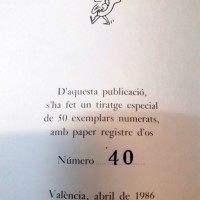 D'aquesta publicació,
s'ha fet un tiratge especial
de 50 exemplars numerats,
amb paper registre d'os
Número 40
València, abril de 1986